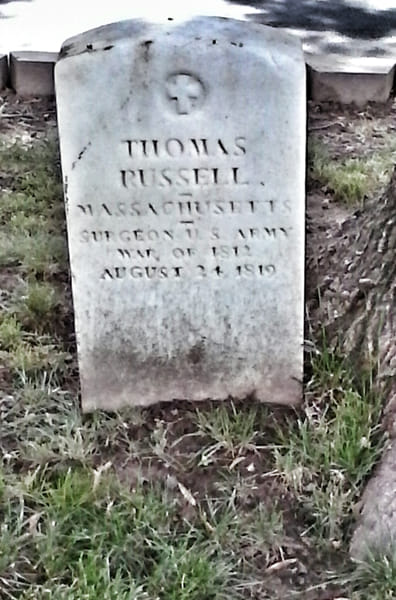 THOMAS
RUSSELL
MASSACHUSETTS
SURGEON U.S. ARMY
WAR OF 1812
AUGUST 24 1819